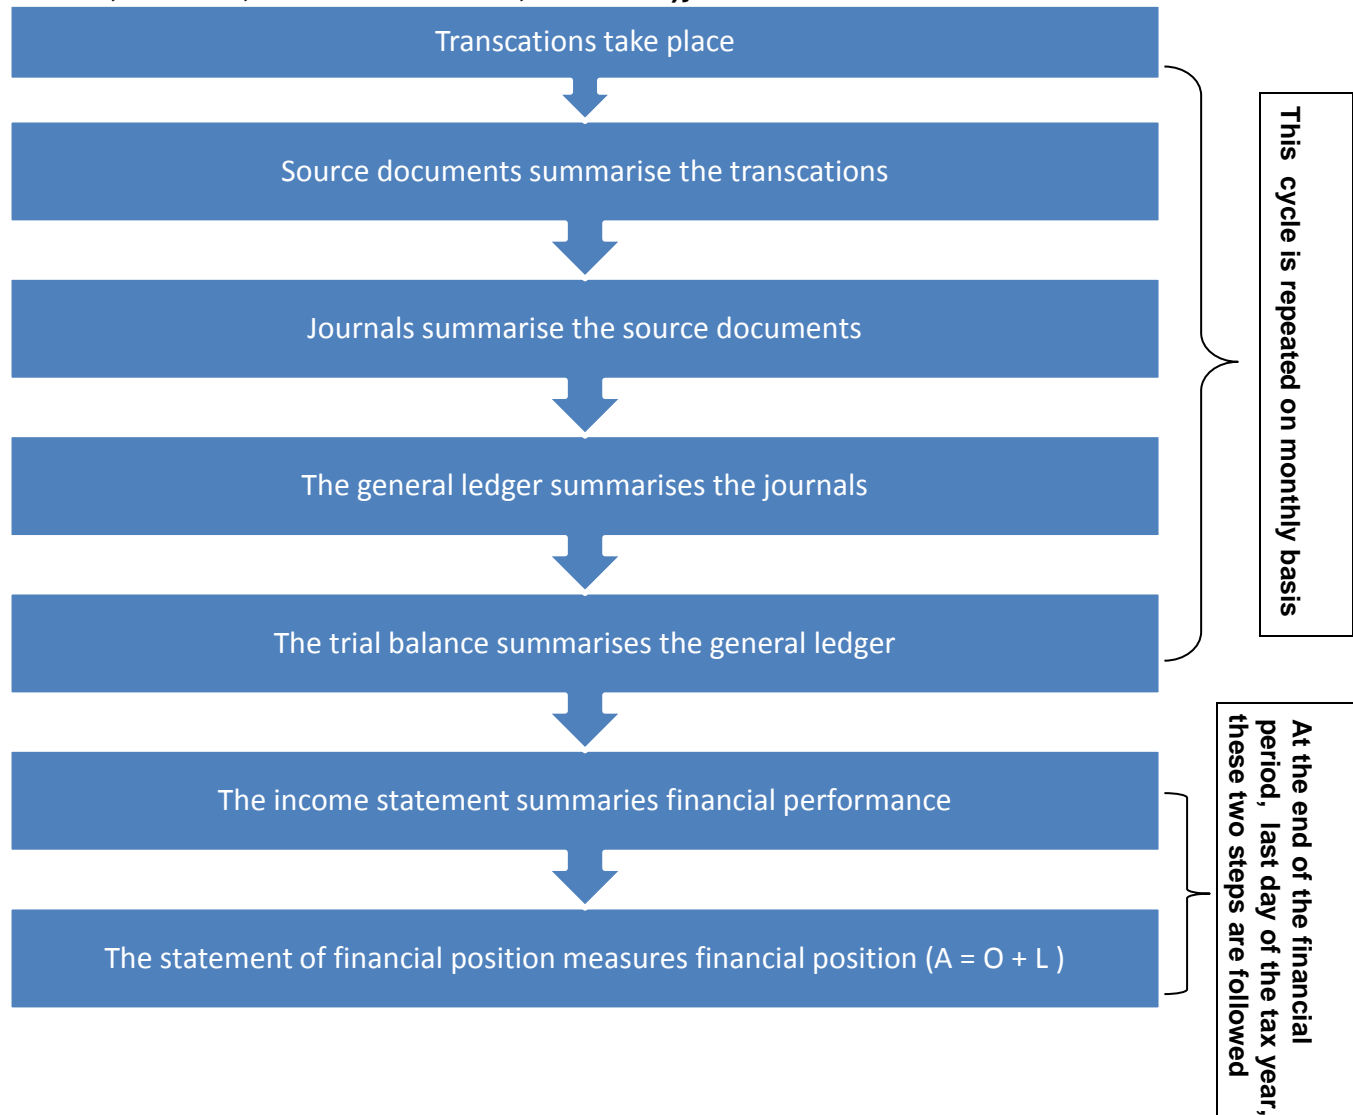 Transcations take place
Source documents summarise the transcations
Journals summarise the source documents
The general ledger summarises the journals
The trial balance summarises the general ledger
The income statement summaries financial performance
The statement of financial position measures financial position (A = O + L )
This cycle is repeated on monthly basis
At the end of the financial
period, last day of the tax year,
these two steps are followed